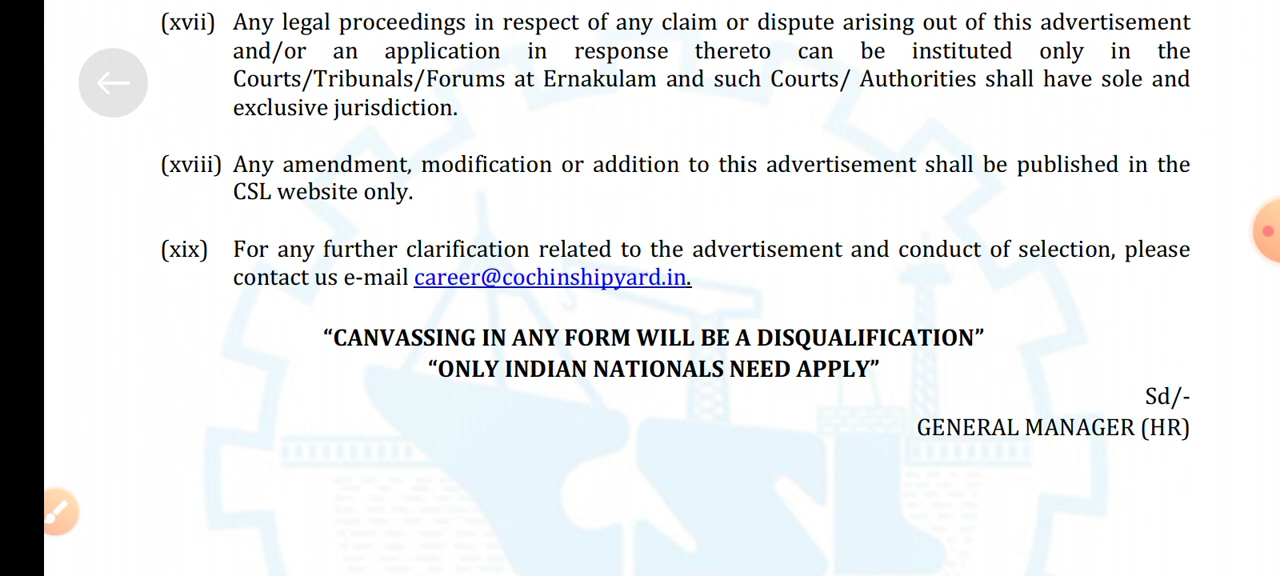 (xvii) Any legal proceedings in respect of any claim or dispute arising out of this advertisement
and/or an application in response thereto can be instituted only in the
Courts/Tribunals/Forums at Ernakulam and such Courts/ Authorities shall have sole and
exclusive jurisdiction.
(xviii) Any amendment, modification or addition to this advertisement shall be published in the
CSL website only.
(xix) For any further clarification related to the advertisement and conduct of selection, please
contact us e-mail career@cochinshipyard.in.
“CANVASSING IN ANY FORM WILL BE A DISQUALIFICATION”
“ONLY INDIAN NATIONALS NEED APPLY”
Sd/-
GENERAL MANAGER (HR)